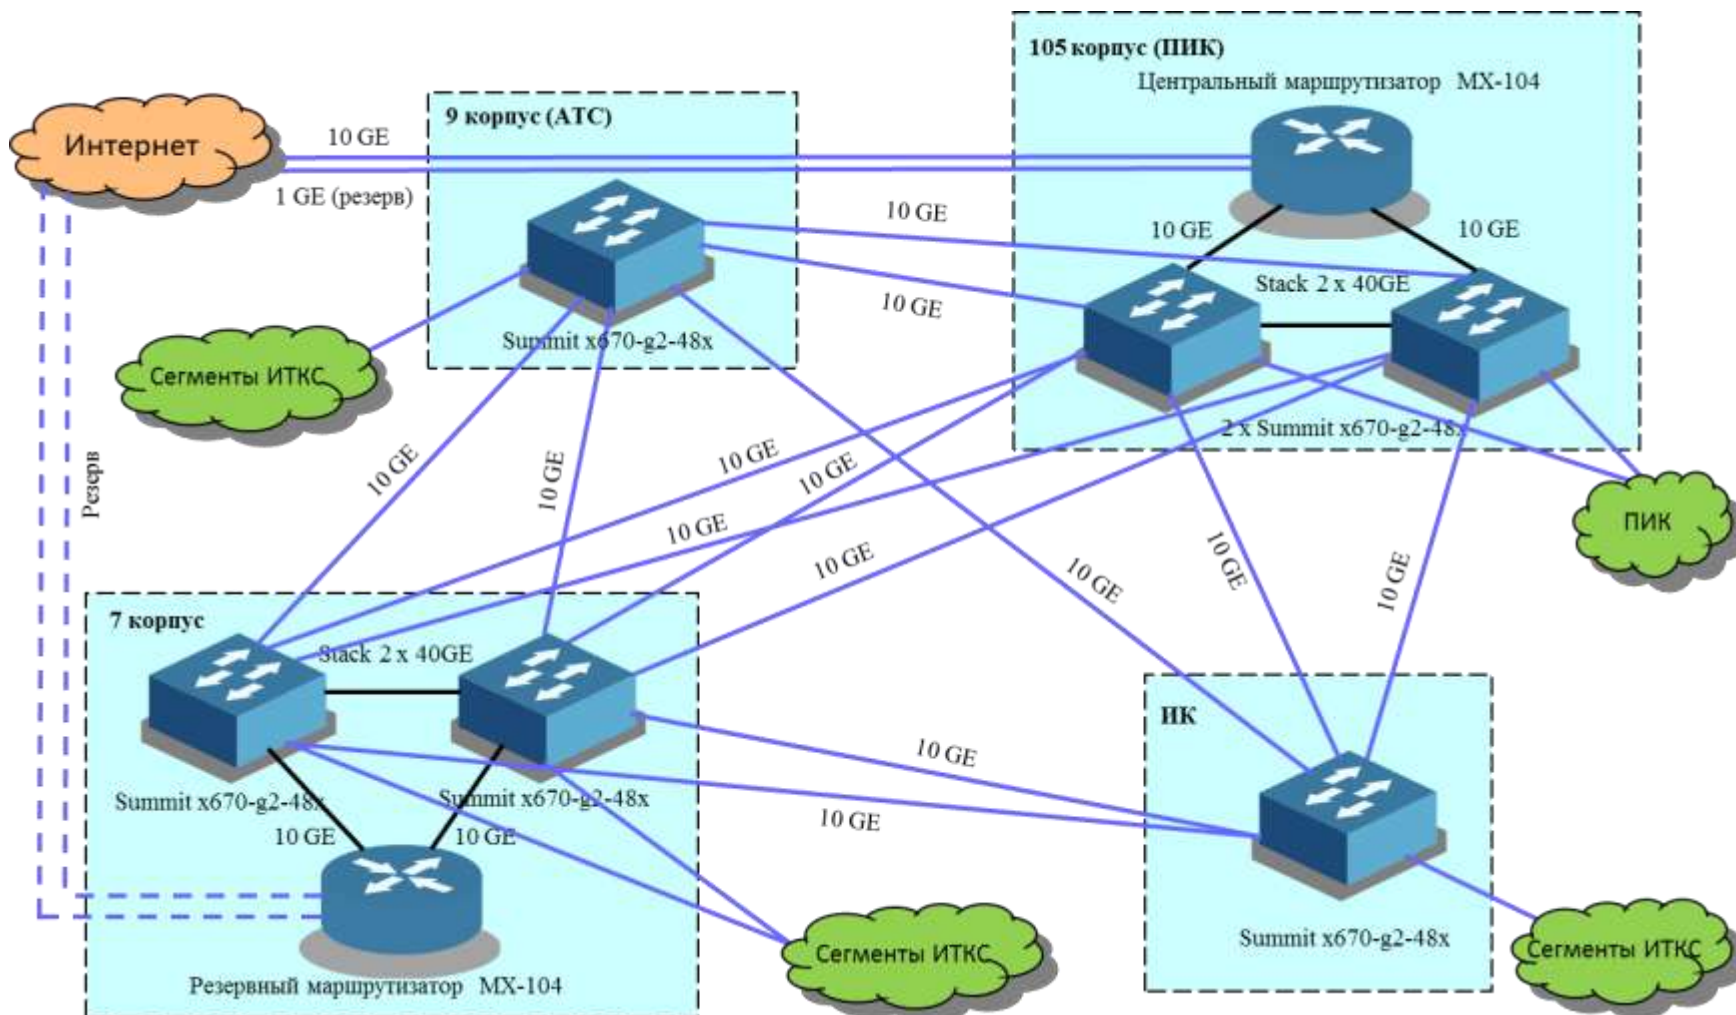 105 корпус (ПИК)
Центральный маршрутизатор MX-104
9 корпус (АТС)
Интернет
10 GE
1 GE (резерв)
10 GE
10 GE
10 GE
10 GE
Stack 2 x 40GE
Summit x670-g2-48x
Сегменты ИТКС
2 x Summit x670-g2-48x
10 GE
10 GE
10 GE
10 GE
10 GE
10 GE
10 GE
10 GE
10 GE
Резерв
ПИК
7 корпус
Stack 2 x 40GE
ИК
Summit x670-g2-48x
Summit x670-g2-48x
10 GE
10 GE
10 GE
10 GE
Резервный маршрутизатор MX-104
Сегменты ИТКС
Summit x670-g2-48x
Сегменты ИТКС